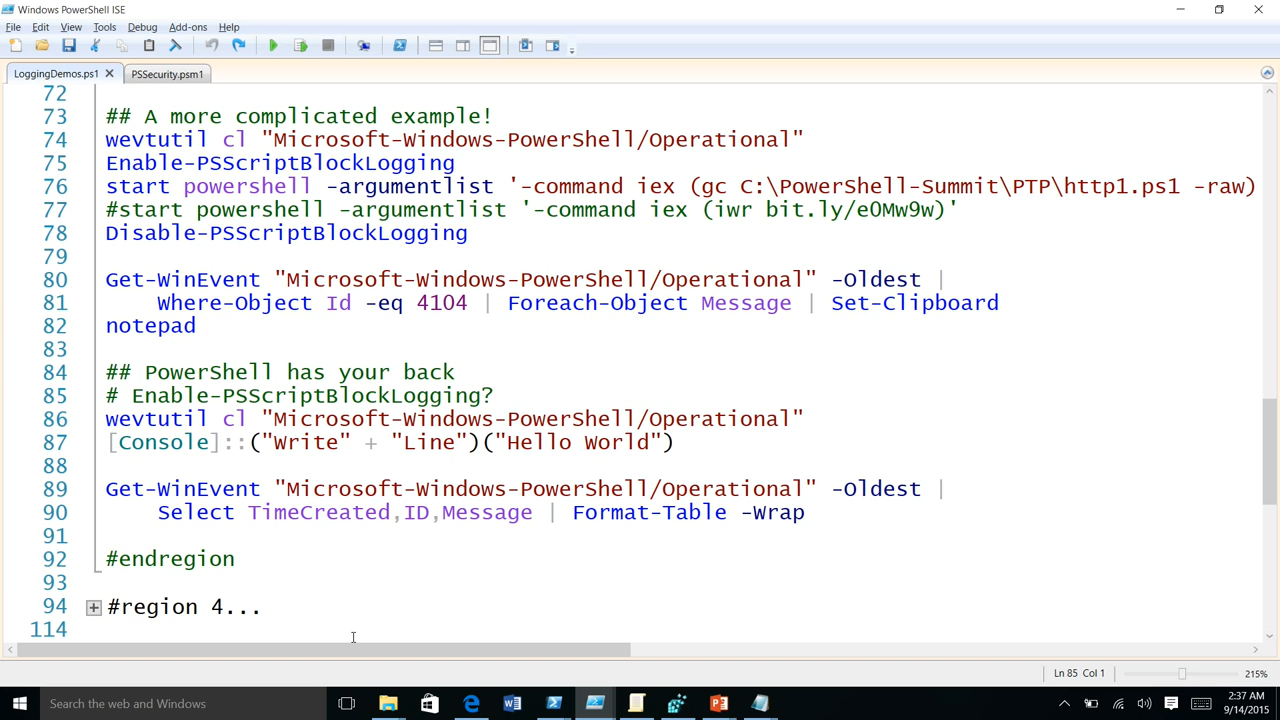 Windows PowerShell ISE
File Edit View Tools Debug Add-ons Help
LoggingDemos.ps1 PSSecurity.psm1
72
73 ## A more complicated example!
74 wevtutil cl "Microsoft-Windows-PowerShell/Operational"
75 Enable-PSScriptBlockLogging
76 start powershell -argumentlist '-command iex (gc C:\PowerShell-Summit\PTP\http1.ps1 -raw)
77 #start powershell -argumentlist '-command iex (iwr bit.ly/e0Mw9w)'
78 Disable-PSScriptBlockLogging
79
80 Get-WinEvent "Microsoft-Windows-PowerShell/Operational" -Oldest |
81 Where-Object Id -eq 4104 | Foreach-Object Message | Set-Clipboard
82 notepad
83
84 ## PowerShell has your back
85 # Enable-PSScriptBlockLogging?
86 wevtutil cl "Microsoft-Windows-PowerShell/Operational"
87 [Console]::("Write" + "Line")("Hello World")
88
89 Get-WinEvent "Microsoft-Windows-PowerShell/Operational" -Oldest |
90 Select TimeCreated,ID,Message | Format-Table -Wrap
91
92 #endregion
93
94 #region 4...
114
Ln 85 Col 1 215%
Search the web and Windows
2:37 AM
9/14/2015